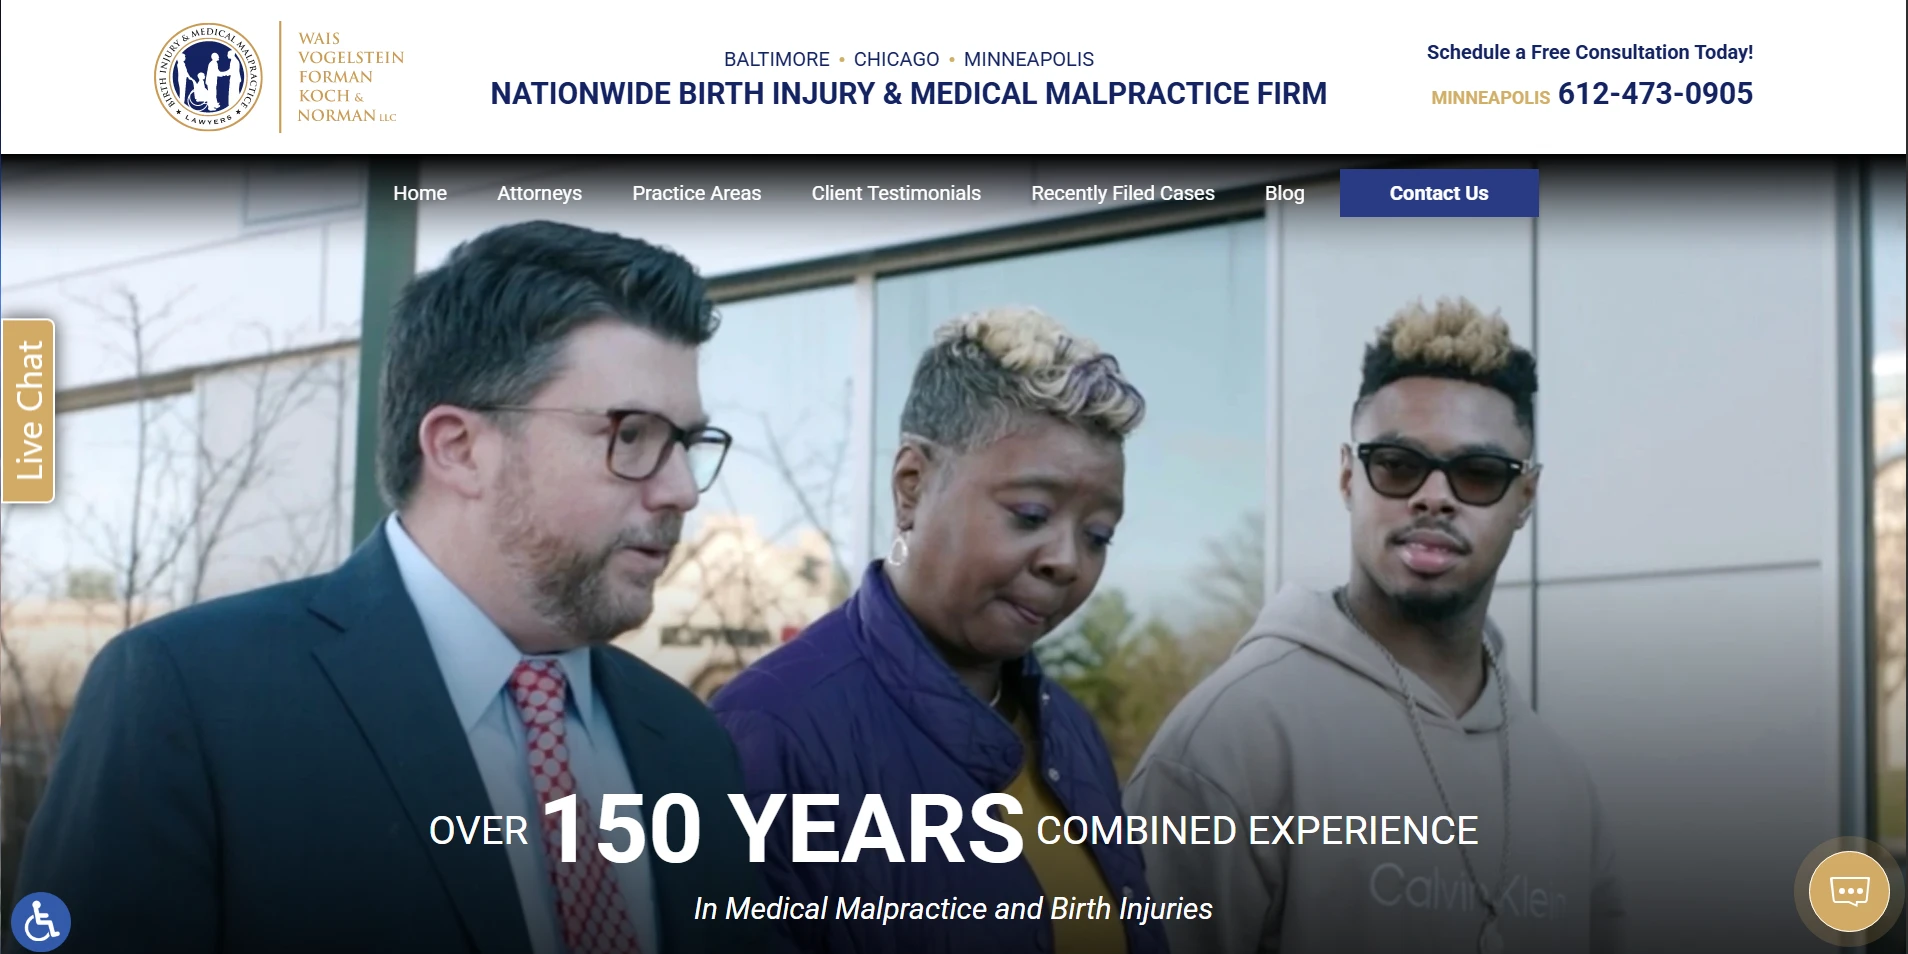 BIRTH INJURY & MEDICAL MALPRACTICE
★ LAWYERS ★
WAIS
VOGELSTEIN
FORMAN
KOCH &
NORMAN LLC
BALTIMORE • CHICAGO • MINNEAPOLIS
NATIONWIDE BIRTH INJURY & MEDICAL MALPRACTICE FIRM
Schedule a Free Consultation Today!
MINNEAPOLIS 612-473-0905
Home Attorneys Practice Areas Client Testimonials Recently Filed Cases Blog Contact Us
Live Chat
OVER 150 YEARS COMBINED EXPERIENCE
Calvin Klein
In Medical Malpractice and Birth Injuries